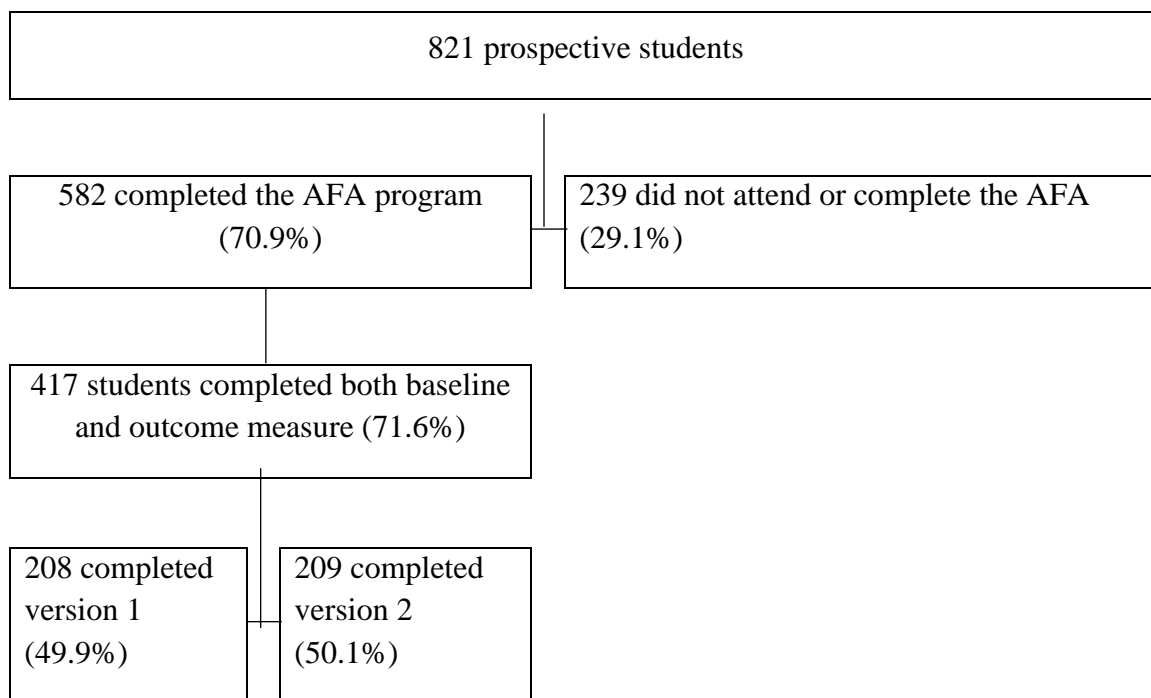 821 prospective students
582 completed the AFA program
(70.9%)
239 did not attend or complete the AFA
(29.1%)
417 students completed both baseline
and outcome measure (71.6%)
208 completed
version 1
(49.9%)
209 completed
version 2
(50.1%)